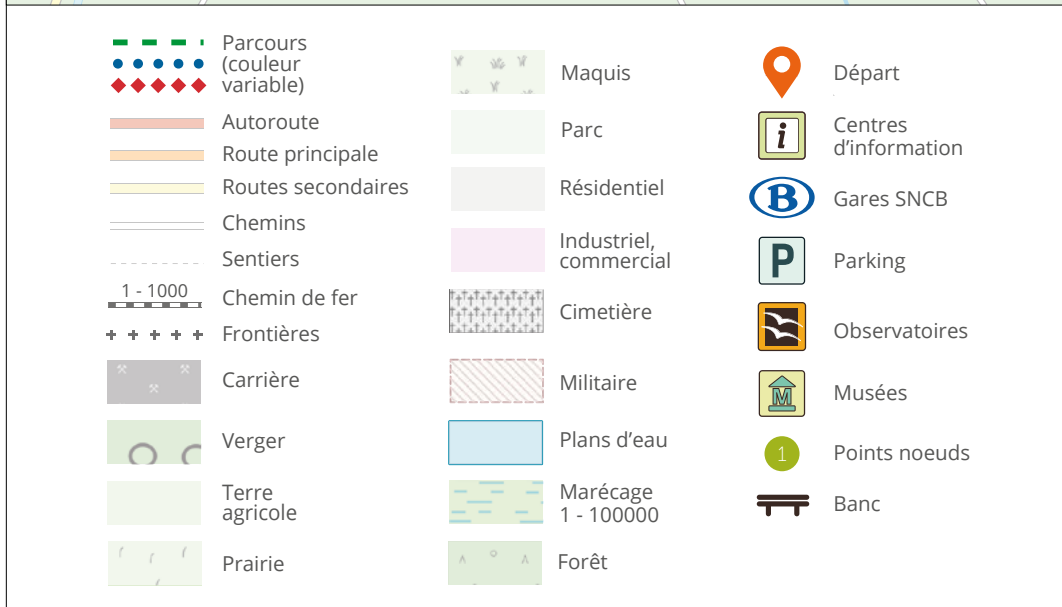 Parcours
(couleur
variable)
Autoroute
Route principale
Routes secondaires
Chemins
Sentiers
1 - 1000
Chemin de fer
Frontières
Carrière
Verger
Terre
agricole
Prairie
Maquis
Parc
Résidentiel
Industriel,
commercial
Cimetière
Militaire
Plans d’eau
Marécage
1 - 100000
Forêt
Départ
i
Centres
d’information
B
Gares SNCB
P
Parking
Observatoires
M
Musées
1
Points noeuds
Banc